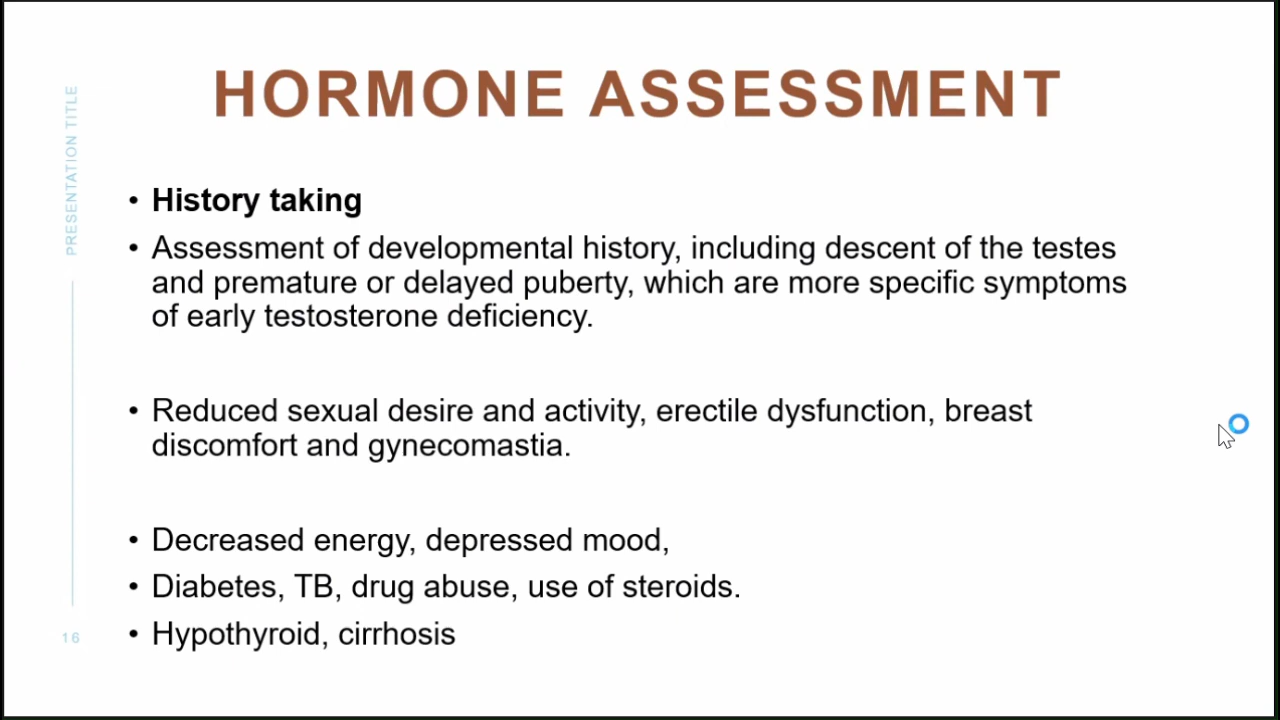 HORMONE ASSESSMENT
PRESENTATION TITLE
• History taking
• Assessment of developmental history, including descent of the testes
and premature or delayed puberty, which are more specific symptoms
of early testosterone deficiency.
• Reduced sexual desire and activity, erectile dysfunction, breast
discomfort and gynecomastia.
• Decreased energy, depressed mood,
• Diabetes, TB, drug abuse, use of steroids.
• Hypothyroid, cirrhosis
16